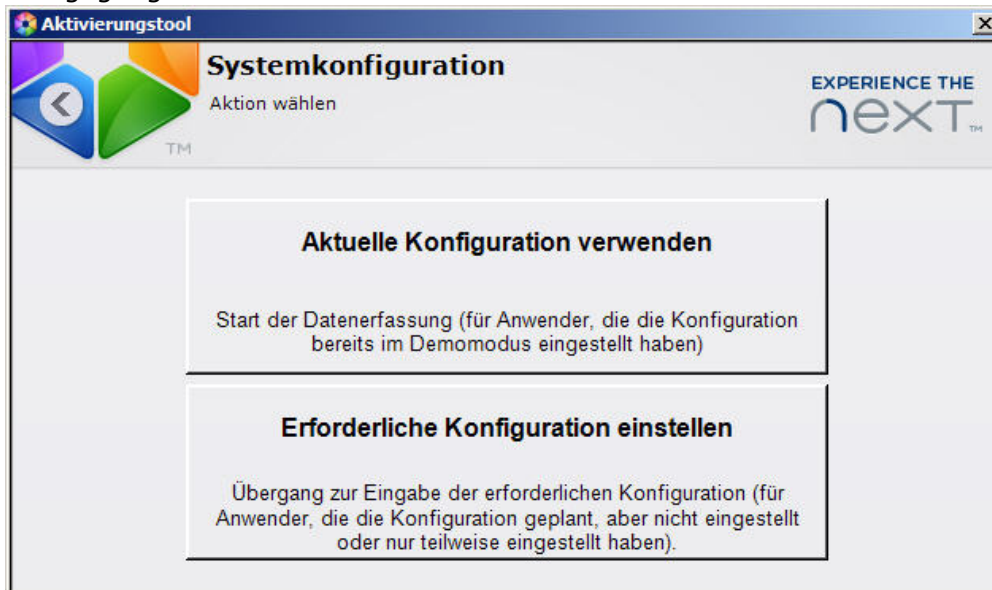 Aktivierungstool
Systemkonfiguration
Aktion wählen
EXPERIENCE THE
next™
TM
Aktuelle Konfiguration verwenden
Start der Datenerfassung (für Anwender, die die Konfiguration
bereits im Demomodus eingestellt haben)
Erforderliche Konfiguration einstellen
Übergang zur Eingabe der erforderlichen Konfiguration (für
Anwender, die die Konfiguration geplant, aber nicht eingestellt
oder nur teilweise eingestellt haben).